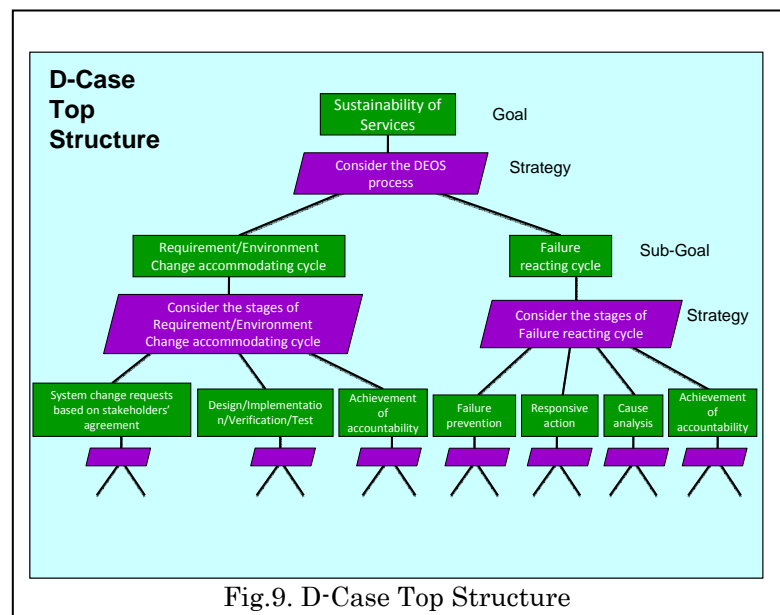 D-Case
Top
Structure
Sustainability of
Services
Goal
Consider the DEOS
process
Strategy
Requirement/Environment
Change accommodating cycle
Failure
reacting cycle
Sub-Goal
Consider the stages of
Requirement/Environment
Change accommodating cycle
Consider the stages of
Failure reacting cycle
Strategy
System change requests
based on stakeholders’
agreement
Design/Implementatio
n/Verification/Test
Achievement
of
accountability
Failure
prevention
Responsive
action
Cause
analysis
Achievement
of
accountability
Fig.9. D-Case Top Structure